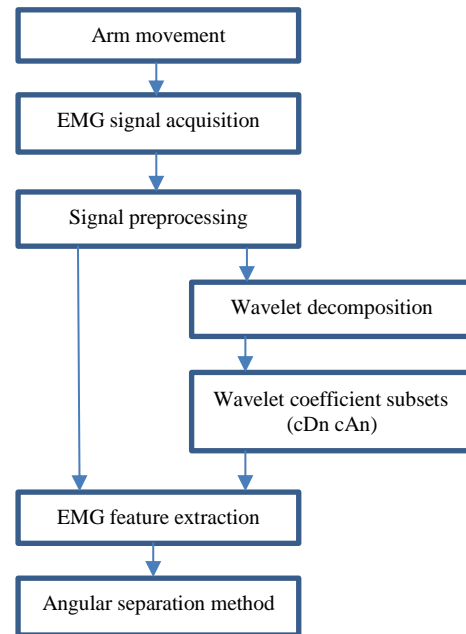 Arm movement
EMG signal acquisition
Signal preprocessing
Wavelet decomposition
Wavelet coefficient subsets
(cDn cAn)
EMG feature extraction
Angular separation method